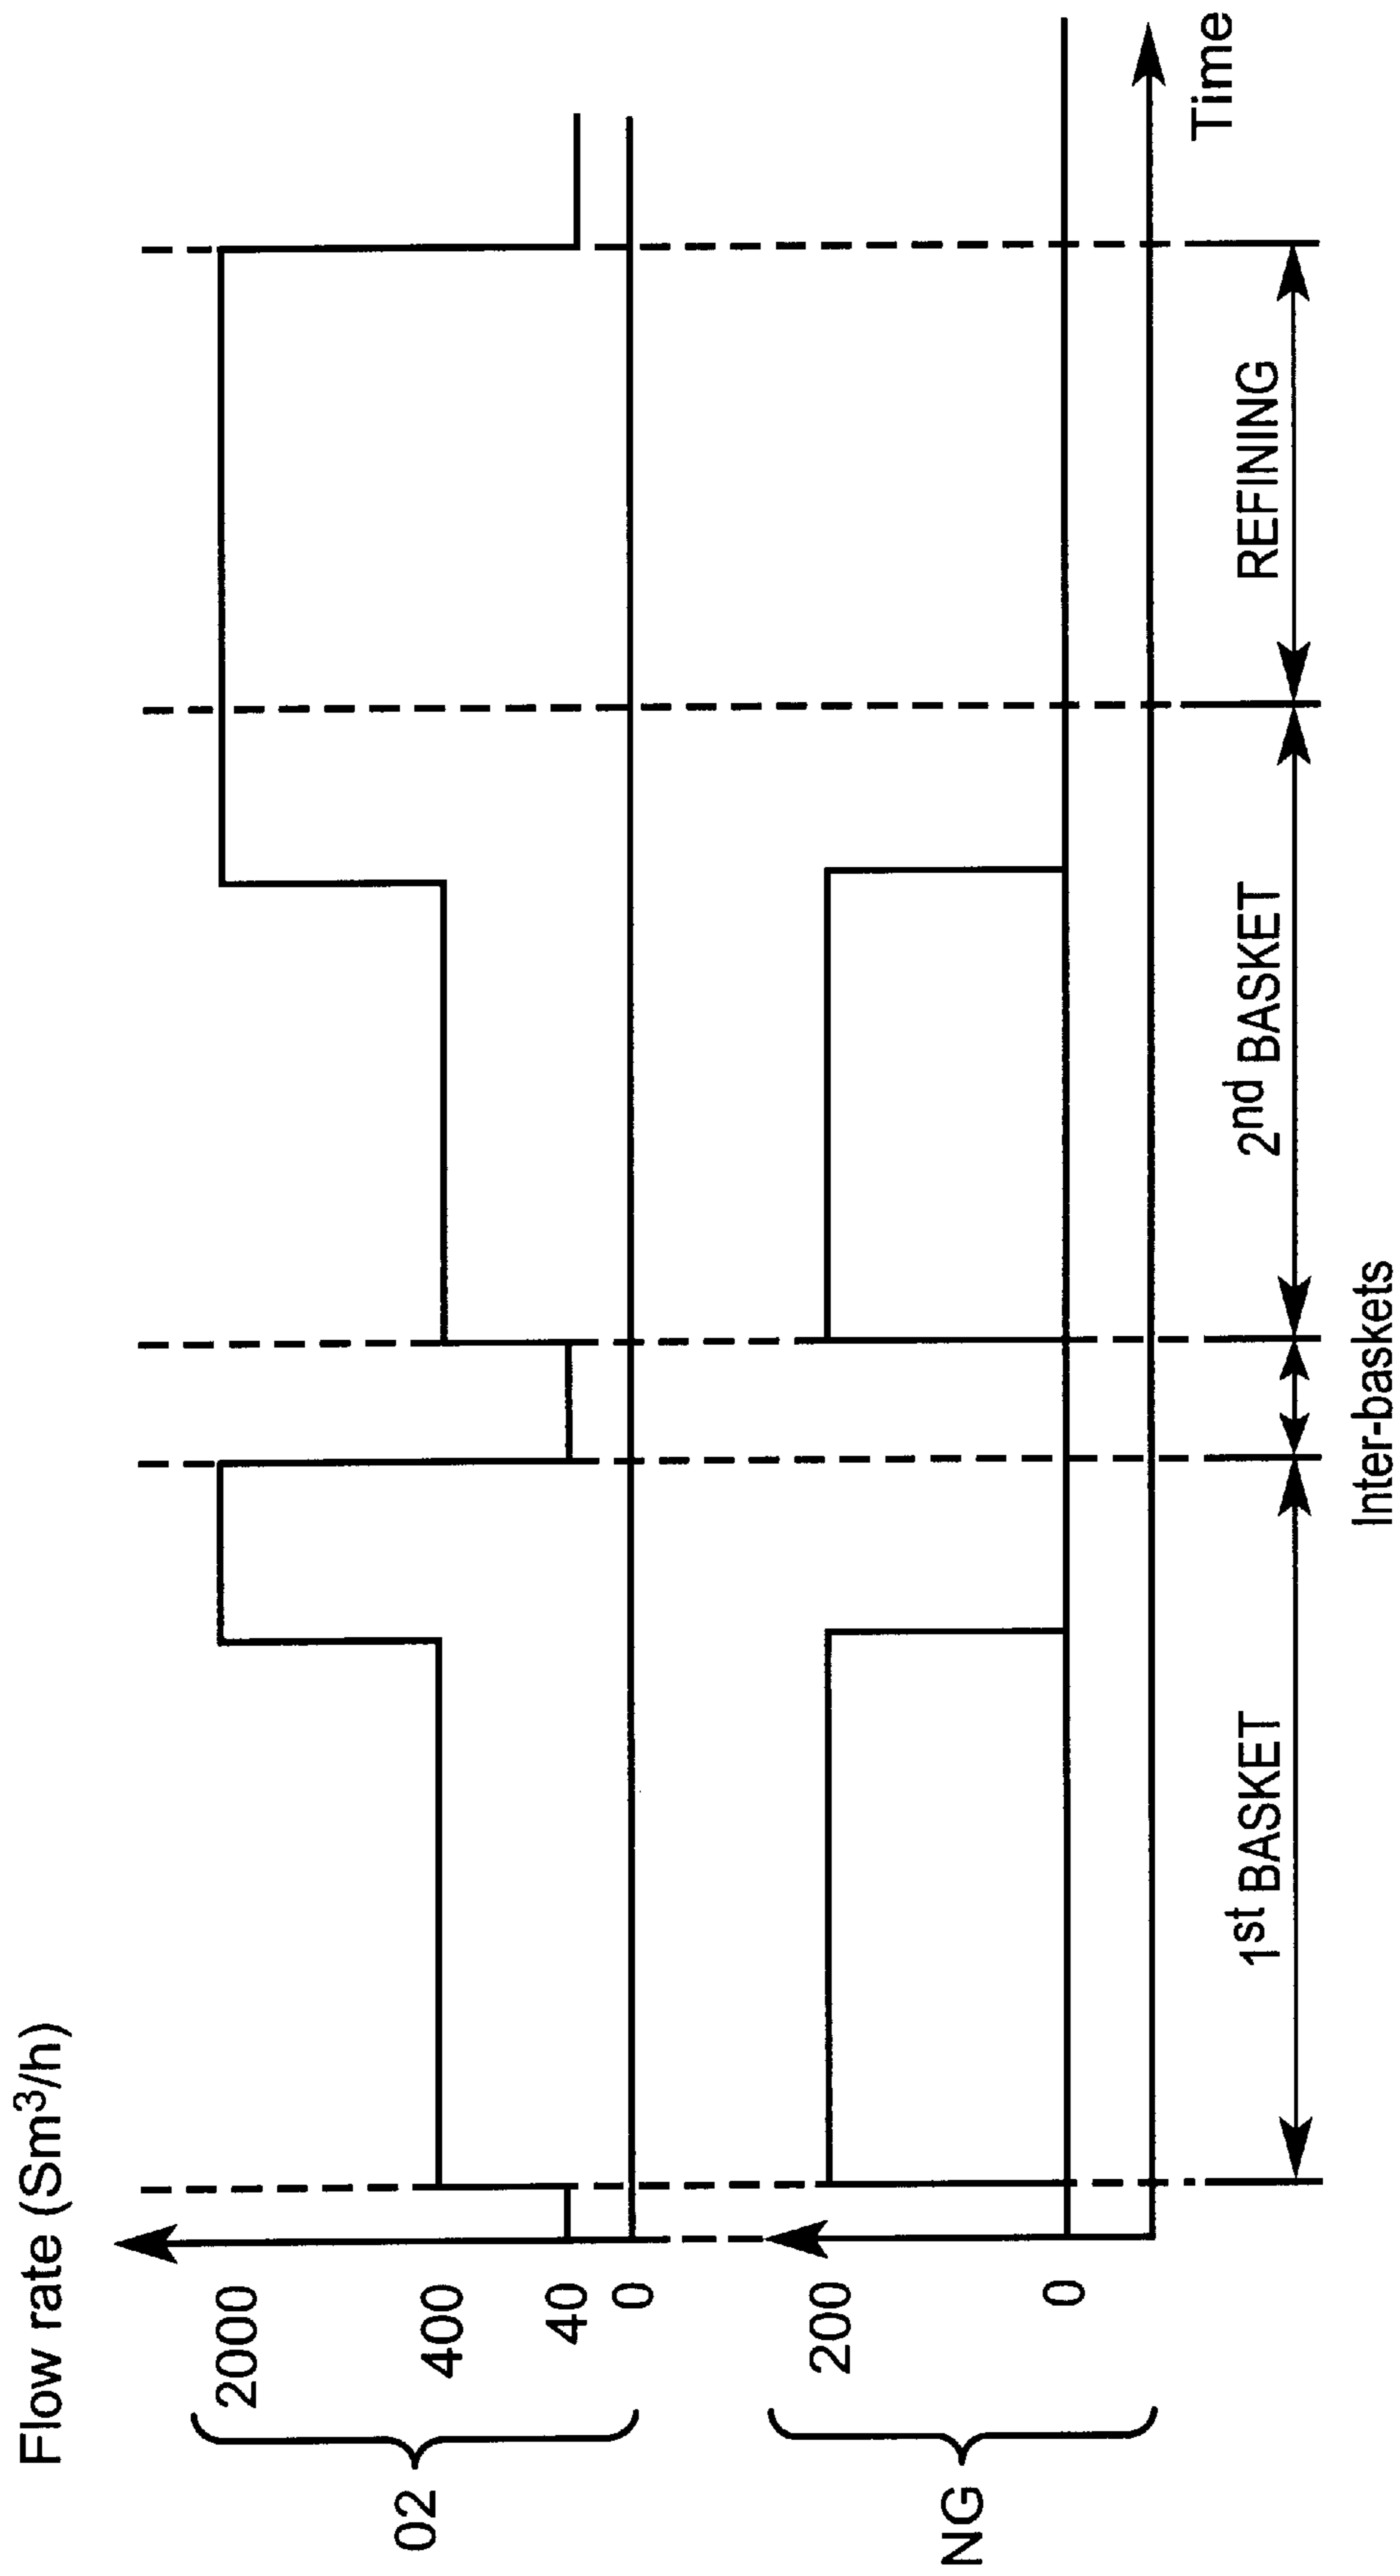 Flow rate (Sm³/h)
02
2000
400
40
0
NG
200
0
Time
1st BASKET
Inter-baskets
2nd BASKET
REFINING